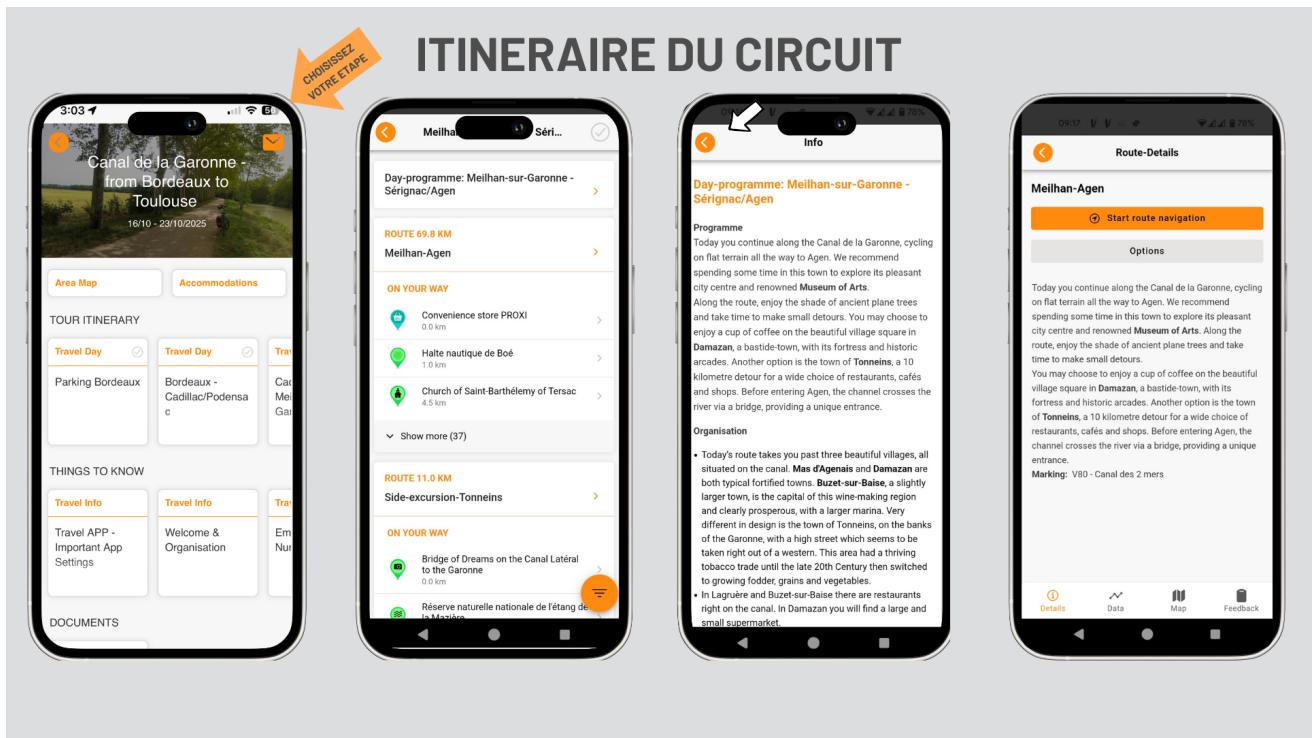 ITINERAIRE DU CIRCUIT
CHOISISSEZ
VOTRE ETAPE
3:03
Canal de la Garonne -
from Bordeaux to
Toulouse
16/10 - 23/10/2025
Area Map
Accommodations
TOUR ITINERARY
Travel Day
Travel Day
Parking Bordeaux
Bordeaux -
Cadillac/Podensa
c
THINGS TO KNOW
Travel Info
Travel Info
Travel APP -
Important App
Settings
Welcome &
Organisation
DOCUMENTS
Meilha
Séri...
Day-programme: Meilhan-sur-Garonne -
Sérignac/Agen
ROUTE 69.8 KM
Meilhan-Agen
ON YOUR WAY
Convenience store PROXI
0.0 km
Halte nautique de Boé
1.0 km
Church of Saint-Barthélemy of Tersac
4.5 km
Show more (37)
ROUTE 11.0 KM
Side-excursion-Tonneins
ON YOUR WAY
Bridge of Dreams on the Canal Latéral
to the Garonne
0.0 km
Réserve naturelle nationale de l'étang de
la Mazière
78%
Info
Day-programme: Meilhan-sur-Garonne -
Sérignac/Agen
Programme
Today you continue along the Canal de la Garonne, cycling
on flat terrain all the way to Agen. We recommend
spending some time in this town to explore its pleasant
city centre and renowned Museum of Arts.
Along the route, enjoy the shade of ancient plane trees
and take time to make small detours. You may choose to
enjoy a cup of coffee on the beautiful village square in
Damazan, a bastide-town, with its fortress and historic
arcades. Another option is the town of Tonneins, a 10
kilometre detour for a wide choice of restaurants, cafés
and shops. Before entering Agen, the channel crosses the
river via a bridge, providing a unique entrance.
Organisation
• Today's route takes you past three beautiful villages, all
situated on the canal. Mas d'Agenais and Damazan are
both typical fortified towns. Buzet-sur-Baise, a slightly
larger town, is the capital of this wine-making region
and clearly prosperous, with a larger marina. Very
different in design is the town of Tonneins, on the banks
of the Garonne, with a high street which seems to be
taken right out of a western. This area had a thriving
tobacco trade until the late 20th Century then switched
to growing fodder, grains and vegetables.
• In Lagruère and Buzet-sur-Baise there are restaurants
right on the canal. In Damazan you will find a large and
small supermarket.
09:17
78%
Route-Details
Meilhan-Agen
Start route navigation
Options
Today you continue along the Canal de la Garonne, cycling
on flat terrain all the way to Agen. We recommend
spending some time in this town to explore its pleasant
city centre and renowned Museum of Arts. Along the
route, enjoy the shade of ancient plane trees and take
time to make small detours.
You may choose to enjoy a cup of coffee on the beautiful
village square in Damazan, a bastide-town, with its
fortress and historic arcades. Another option is the town
of Tonneins, a 10 kilometre detour for a wide choice of
restaurants, cafés and shops. Before entering Agen, the
channel crosses the river via a bridge, providing a unique
entrance.
Marking: V80 - Canal des 2 mers
Details
Data
Map
Feedback